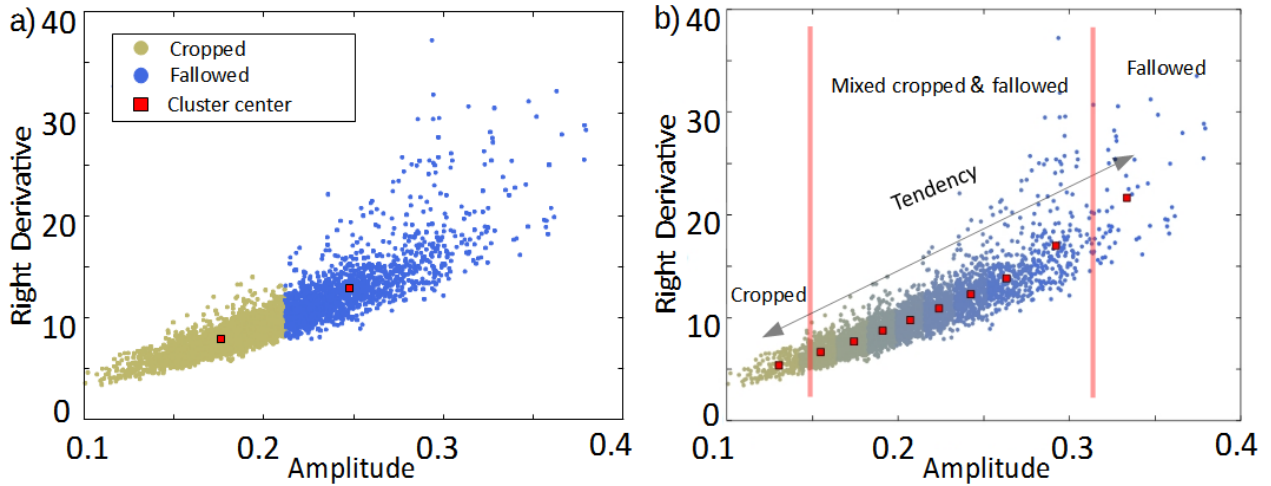 a)
40
30
20
10
0
Right Derivative
Cropped
Fallowed
Cluster center
0.1
0.2
0.3
0.4
Amplitude
b)
40
30
20
10
0
Right Derivative
Mixed cropped & fallowed
Fallowed
Tendency
Cropped
0.1
0.2
0.3
0.4
Amplitude